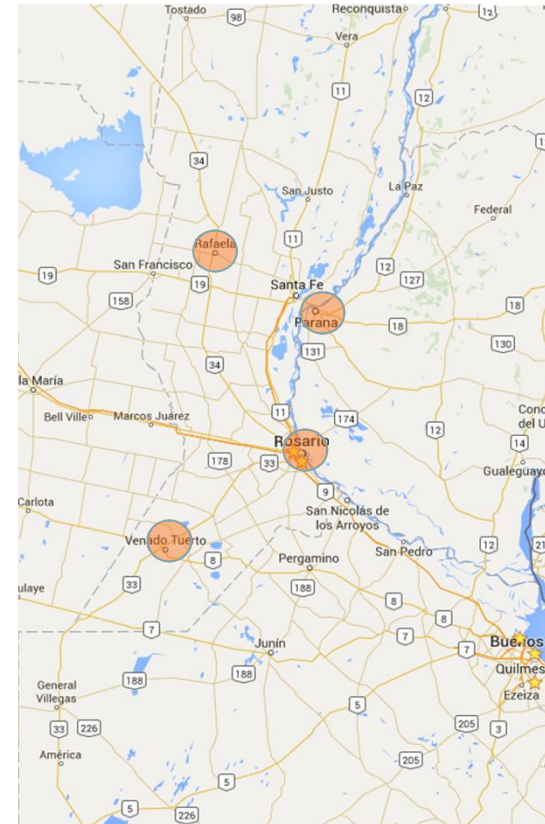 Tostado
98
Reconquista
12
Vera
11
12
34
San Justo
La Paz
Federal
Rafaela
11
12
San Francisco
19
19
127
Santa Fe
158
18
Parana
18
131
130
34
la María
11
174
Bell Ville
Marcos Juárez
12
14
Rosario
178
33
Gualeguay
9
Carlota
San Nicolás de
los Arroyos
Venado Tuerto
San Pedro
12
21
8
Pergamino
33
188
ulaye
8
8
7
7
Junín
Buenos
7
Quilmes
188
188
Ezeiza
General
Villegas
5
33
226
205
3
América
205
5
5
226